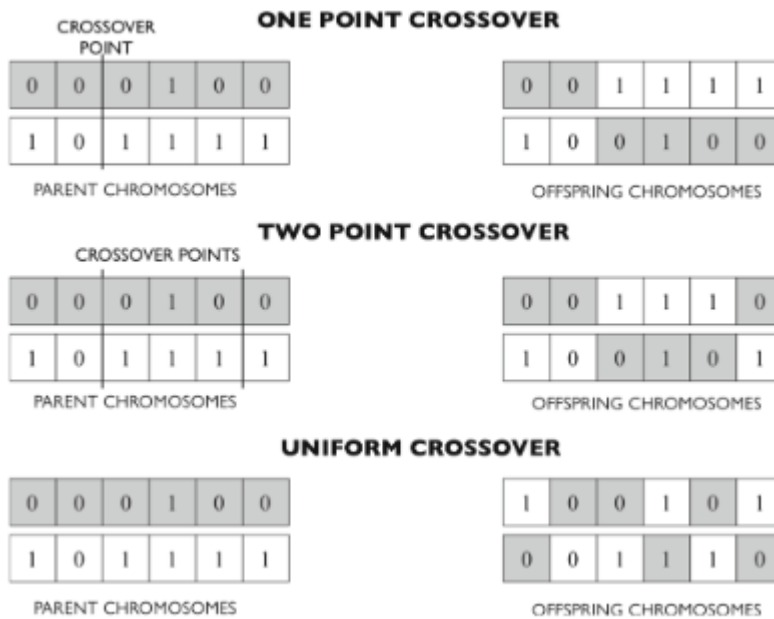 ONE POINT CROSSOVER
CROSSOVER
POINT
0 0 0 1 0 0 0 0 1 1 1 1
1 0 1 1 1 1 1 0 0 1 0 0
PARENT CHROMOSOMES OFFSPRING CHROMOSOMES
TWO POINT CROSSOVER
CROSSOVER POINTS
0 0 0 1 0 0 0 0 1 1 1 0
1 0 1 1 1 1 1 0 0 1 0 1
PARENT CHROMOSOMES OFFSPRING CHROMOSOMES
UNIFORM CROSSOVER
0 0 0 1 0 0 1 0 0 1 0 1
1 0 1 1 1 1 0 0 1 1 1 0
PARENT CHROMOSOMES OFFSPRING CHROMOSOMES